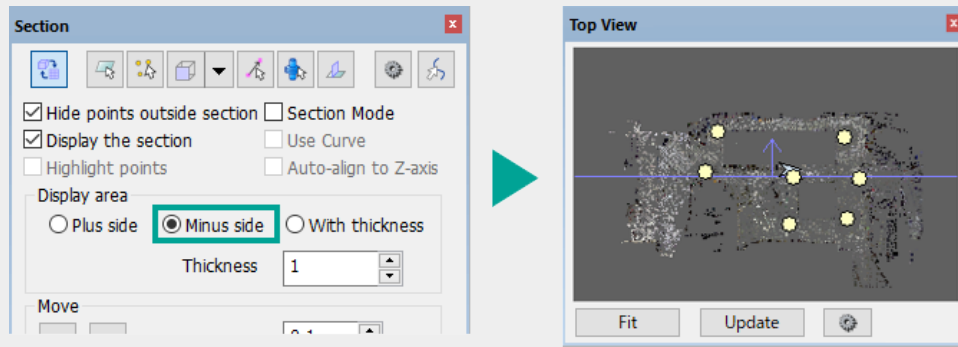 Section
Hide points outside section Section Mode
Display the section Use Curve
Highlight points Auto-align to Z-axis
Display area
Plus side Minus side With thickness
Thickness 1
Move
Top View
Fit Update